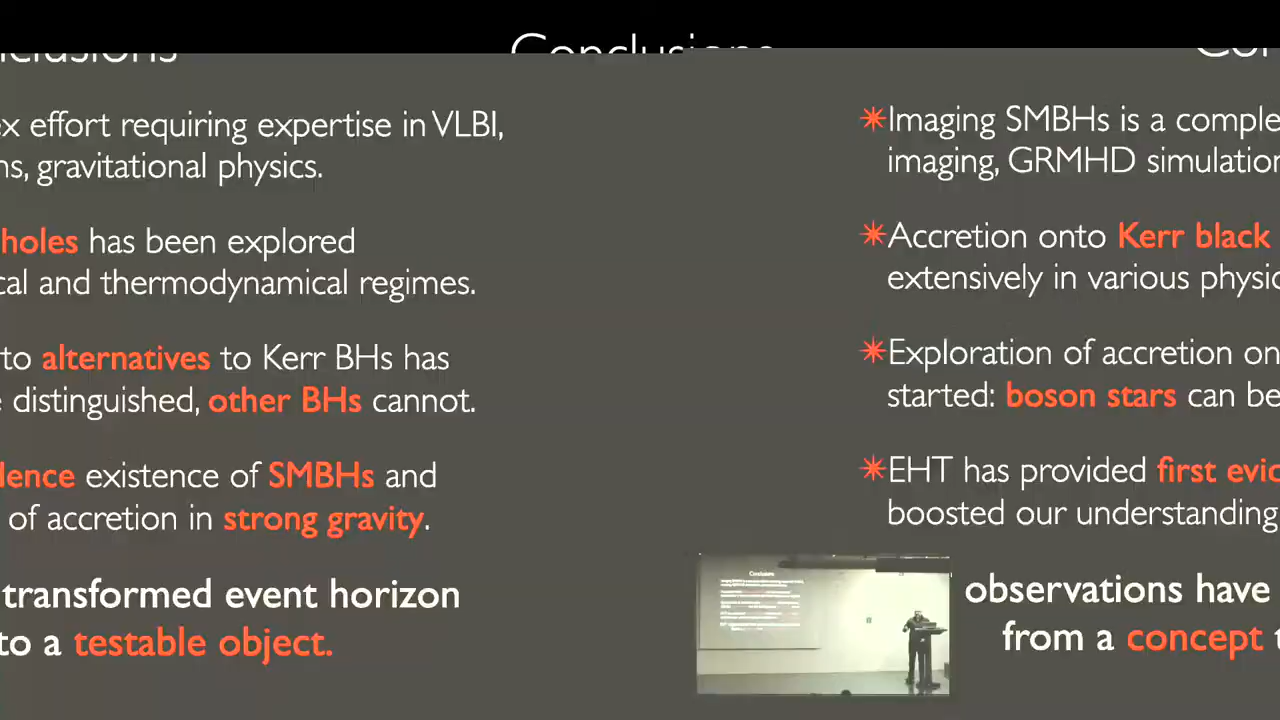 Conclusions
nclusions
x effort requiring expertise in VLBI,
ns, gravitational physics.
holes has been explored
cal and thermodynamical regimes.
to alternatives to Kerr BHs has
e distinguished, other BHs cannot.
dence existence of SMBHs and
of accretion in strong gravity.
transformed event horizon
to a testable object.
Con
✴Imaging SMBHs is a comple
imaging, GRMHD simulation
✴Accretion onto Kerr black
extensively in various physic
✴Exploration of accretion on
started: boson stars can be
✴EHT has provided first evid
boosted our understanding
observations have
from a concept t
Conclusions